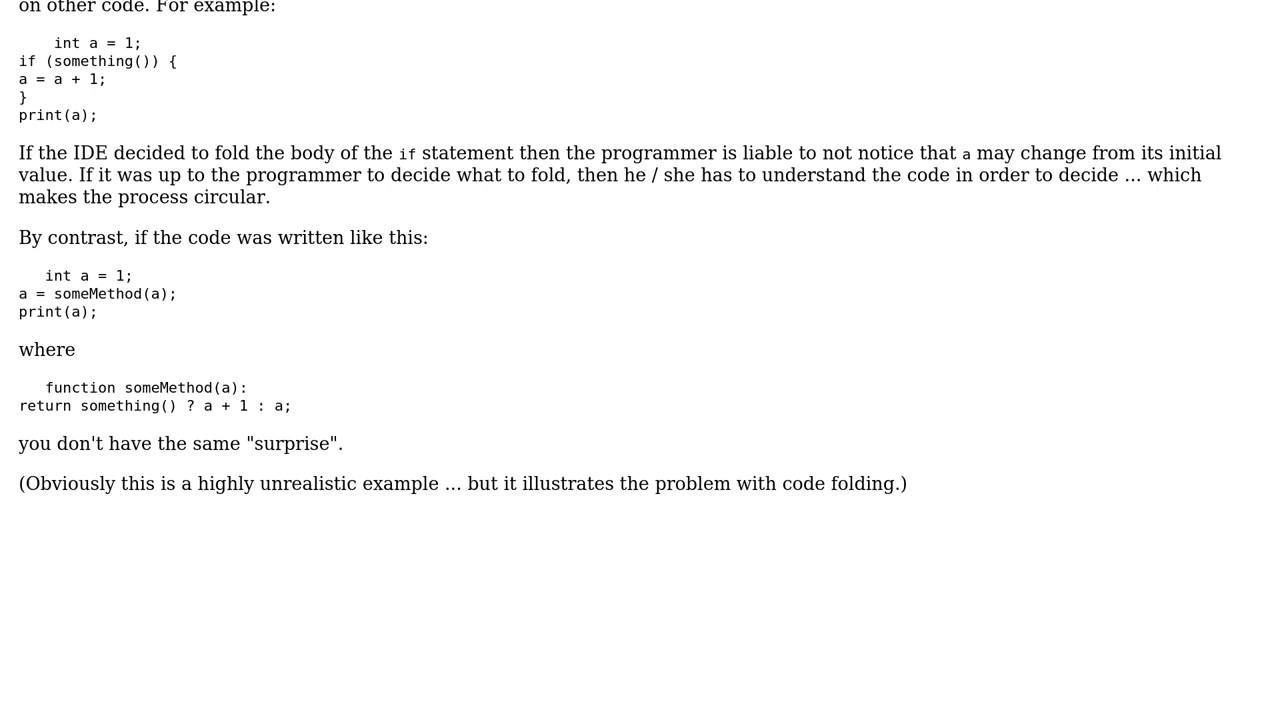 on other code. For example:
    int a = 1;
if (something()) {
a = a + 1;
}
print(a);
If the IDE decided to fold the body of the if statement then the programmer is liable to not notice that a may change from its initial
value. If it was up to the programmer to decide what to fold, then he / she has to understand the code in order to decide ... which
makes the process circular.
By contrast, if the code was written like this:
   int a = 1;
a = someMethod(a);
print(a);
where
   function someMethod(a):
return something() ? a + 1 : a;
you don't have the same "surprise".
(Obviously this is a highly unrealistic example ... but it illustrates the problem with code folding.)